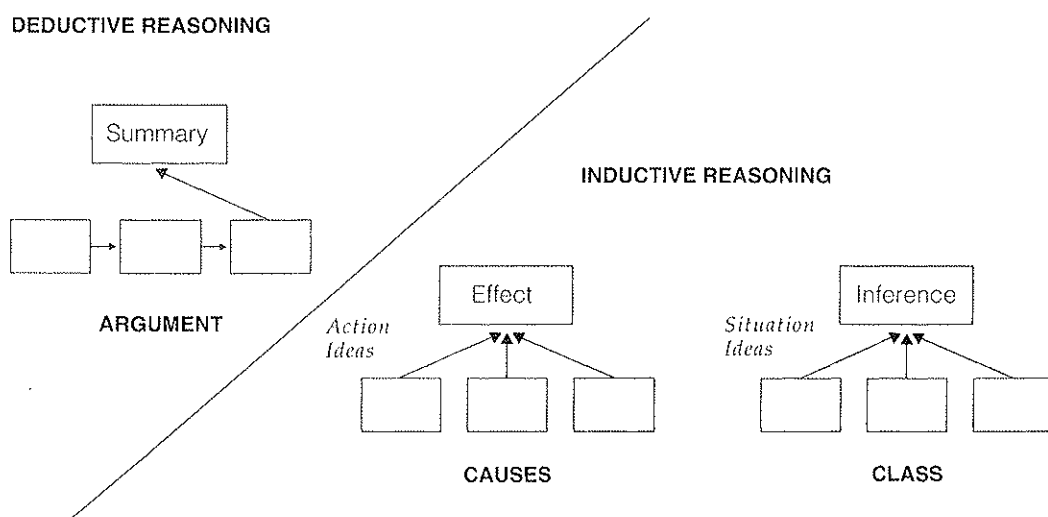 DEDUCTIVE REASONING
Summary
ARGUMENT
INDUCTIVE REASONING
Effect
Action
Ideas
CAUSES
Inference
Situation
Ideas
CLASS